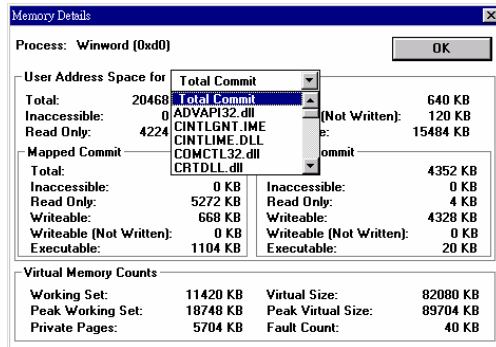 Memory Details
Process: Winword (0xd0)
OK
User Address Space for Total Commit
Total Commit
ADVAPI32.dll
CINTLGNT.IME
CINTLIME.DLL
COMCTL32.dll
CRTDLL.dll
Total: 20468
Inaccessible: 0
Read Only: 4224
640 KB
(Not Written): 120 KB
e: 15484 KB
Mapped Commit
Total:
Inaccessible: 0 KB
Read Only: 5272 KB
Writeable: 668 KB
Writeable (Not Written): 0 KB
Executable: 1104 KB
ommit
4352 KB
Inaccessible: 0 KB
Read Only: 4 KB
Writeable: 4328 KB
Writeable (Not Written): 0 KB
Executable: 20 KB
Virtual Memory Counts
Working Set: 11420 KB
Peak Working Set: 18748 KB
Private Pages: 5704 KB
Virtual Size: 82080 KB
Peak Virtual Size: 89704 KB
Fault Count: 40 KB